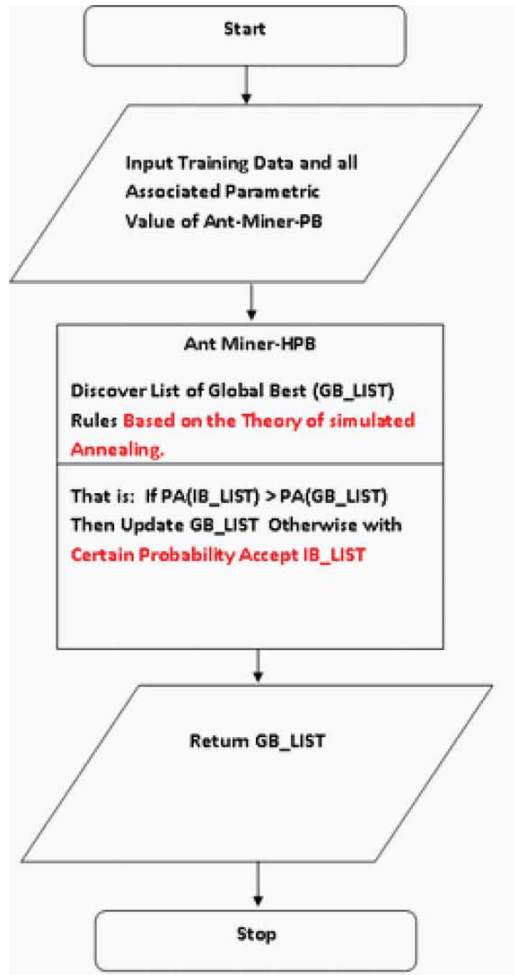 Start
Input Training Data and all
Associated Parametric
Value of Ant-Miner-PB
Ant Miner-HPB
Discover List of Global Best (GB_LIST)
Rules Based on the Theory of simulated
Annealing.
That is: If PA(IB_LIST) > PA(GB_LIST)
Then Update GB_LIST Otherwise with
Certain Probability Accept IB_LIST
Return GB_LIST
Stop